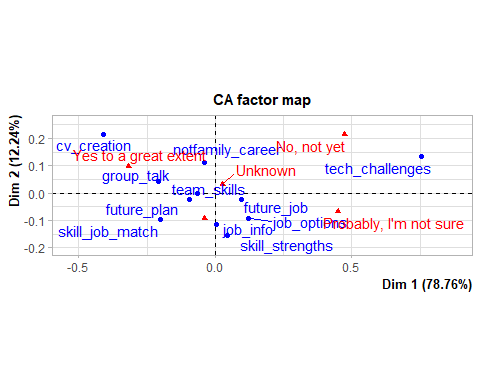 CA factor map
Dim 2 (12.24%)
0.2
0.1
0.0
-0.1
-0.2
cv_creation
notfamily_career
No, not yet
Yes to a great extent
tech_challenges
group_talk
Unknown
team_skills
future_plan
future_job
job_options
Probably, I'm not sure
skill_job_match
job_info
skill_strengths
-0.5
0.0
0.5
Dim 1 (78.76%)